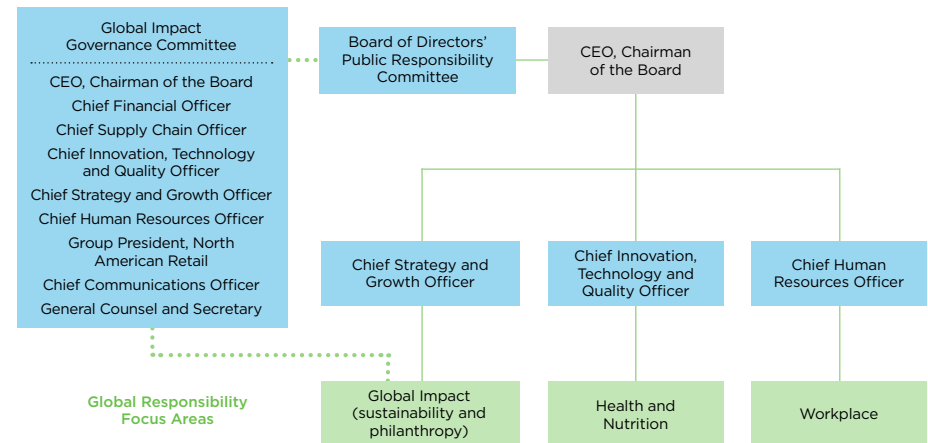 Global Impact
Governance Committee
CEO, Chairman of the Board
Chief Financial Officer
Chief Supply Chain Officer
Chief Innovation, Technology
and Quality Officer
Chief Strategy and Growth Officer
Chief Human Resources Officer
Group President, North
American Retail
Chief Communications Officer
General Counsel and Secretary
Board of Directors’
Public Responsibility
Committee
CEO, Chairman
of the Board
Chief Strategy and
Growth Officer
Chief Innovation,
Technology and
Quality Officer
Chief Human
Resources Officer
Global Responsibility
Focus Areas
Global Impact
(sustainability and
philanthropy)
Health and
Nutrition
Workplace